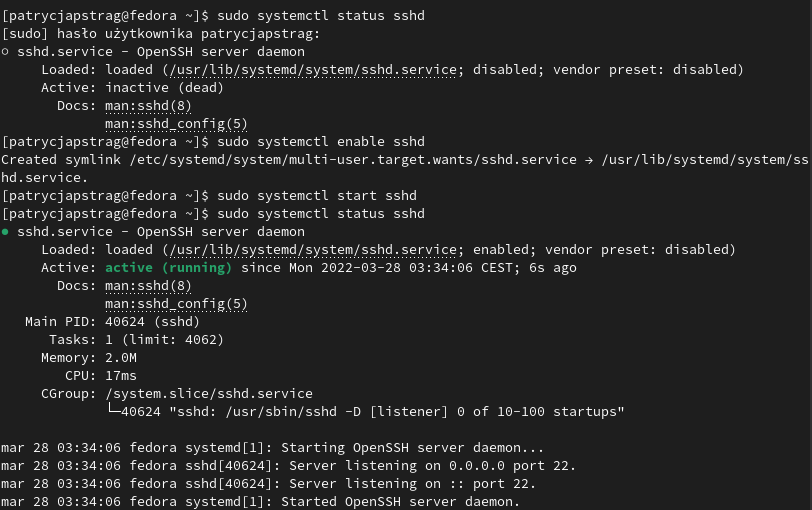 [patrycjapstrag@fedora ~]$ sudo systemctl status sshd
[sudo] hasło użytkownika patrycjapstrag:
○ sshd.service - OpenSSH server daemon
     Loaded: loaded (/usr/lib/systemd/system/sshd.service; disabled; vendor preset: disabled)
     Active: inactive (dead)
       Docs: man:sshd(8)
             man:sshd_config(5)
[patrycjapstrag@fedora ~]$ sudo systemctl enable sshd
Created symlink /etc/systemd/system/multi-user.target.wants/sshd.service → /usr/lib/systemd/system/ss
hd.service.
[patrycjapstrag@fedora ~]$ sudo systemctl start sshd
[patrycjapstrag@fedora ~]$ sudo systemctl status sshd
● sshd.service - OpenSSH server daemon
     Loaded: loaded (/usr/lib/systemd/system/sshd.service; enabled; vendor preset: disabled)
     Active: active (running) since Mon 2022-03-28 03:34:06 CEST; 6s ago
       Docs: man:sshd(8)
             man:sshd_config(5)
   Main PID: 40624 (sshd)
      Tasks: 1 (limit: 4062)
     Memory: 2.0M
        CPU: 17ms
     CGroup: /system.slice/sshd.service
             └─40624 "sshd: /usr/sbin/sshd -D [listener] 0 of 10-100 startups"

mar 28 03:34:06 fedora systemd[1]: Starting OpenSSH server daemon...
mar 28 03:34:06 fedora sshd[40624]: Server listening on 0.0.0.0 port 22.
mar 28 03:34:06 fedora sshd[40624]: Server listening on :: port 22.
mar 28 03:34:06 fedora systemd[1]: Started OpenSSH server daemon.